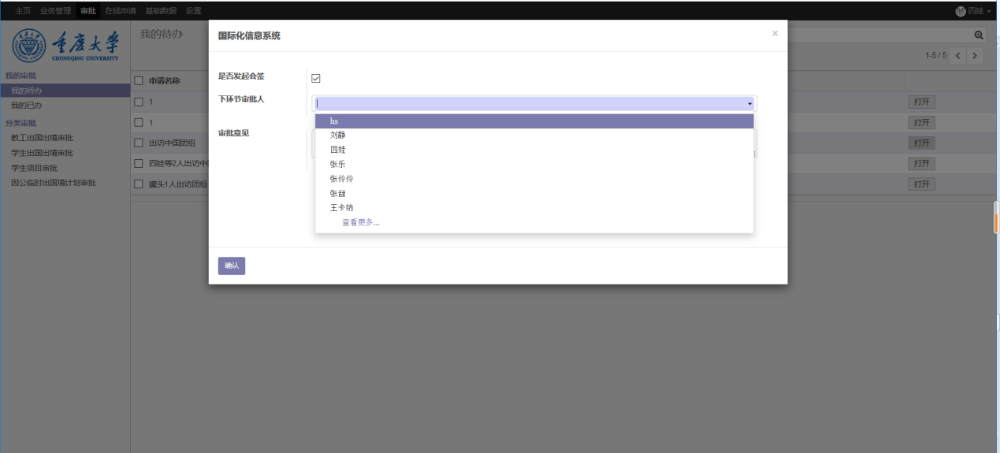 主页 业务管理 审批 在线申请 基础数据 设置 四娃
重庆大学
CHONGQING UNIVERSITY
我的审批
我的待办
我的已办
分类审批
教工出国出境审批
学生出国出境审批
学生项目审批
因公临时出国境计划审批
我的待办
1-5 / 5
申请名称
1 打开
1 打开
出访中国团组 打开
四娃等2人出访中 打开
罐头1人出访团组 打开
国际化信息系统 ×
是否发起会签
下环节审批人
hs
刘静
四娃
张乐
张伶伶
张甜
王卡纳
查看更多...
审批意见
确认